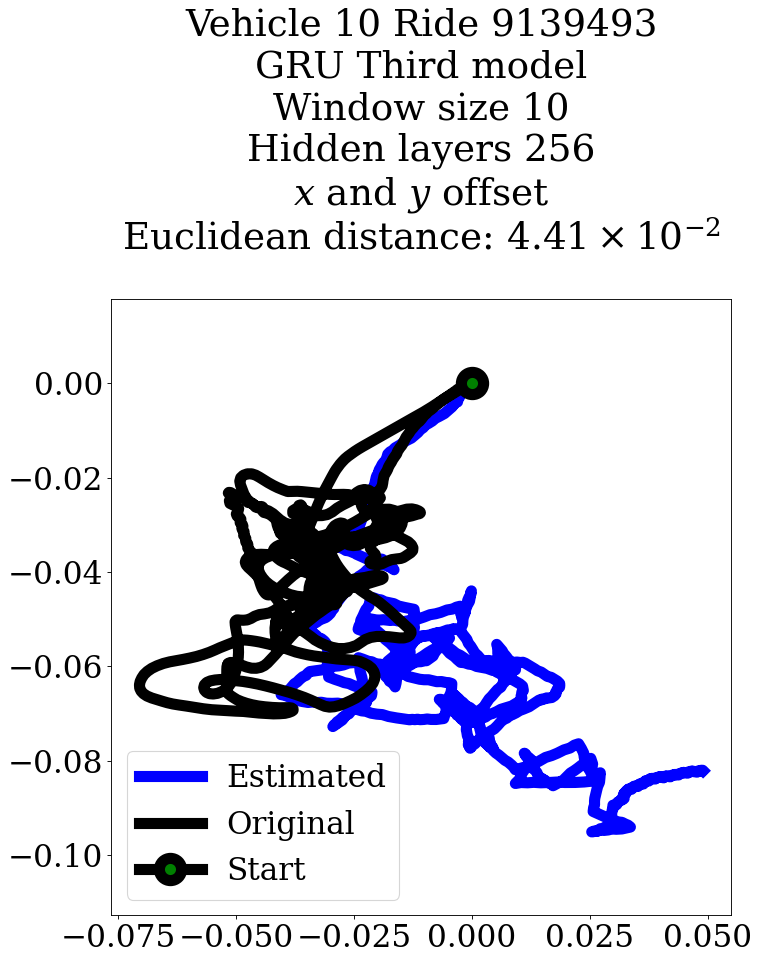 Vehicle 10 Ride 9139493
GRU Third model
Window size 10
Hidden layers 256
x and y offset
Euclidean distance: 4.41 × 10⁻²
0.00
−0.02
−0.04
−0.06
−0.08
−0.10
Estimated
Original
Start
−0.075 −0.050 −0.025 0.000 0.025 0.050